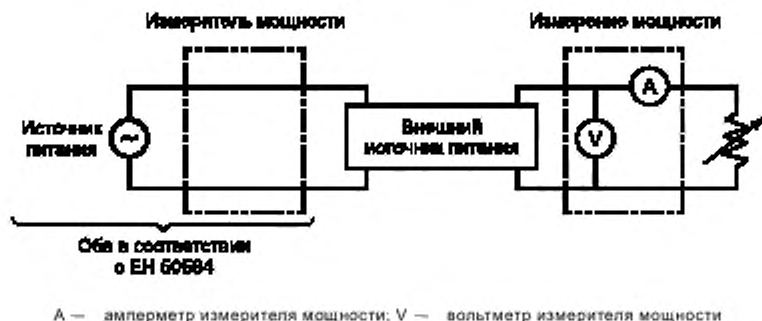 Измеритель мощности
Измерение мощности
A
V
Источник
питания
~
Внешний
источник питания
Оба в соответствии
с ЕН 50564
А — амперметр измерителя мощности; V — вольтметр измерителя мощности